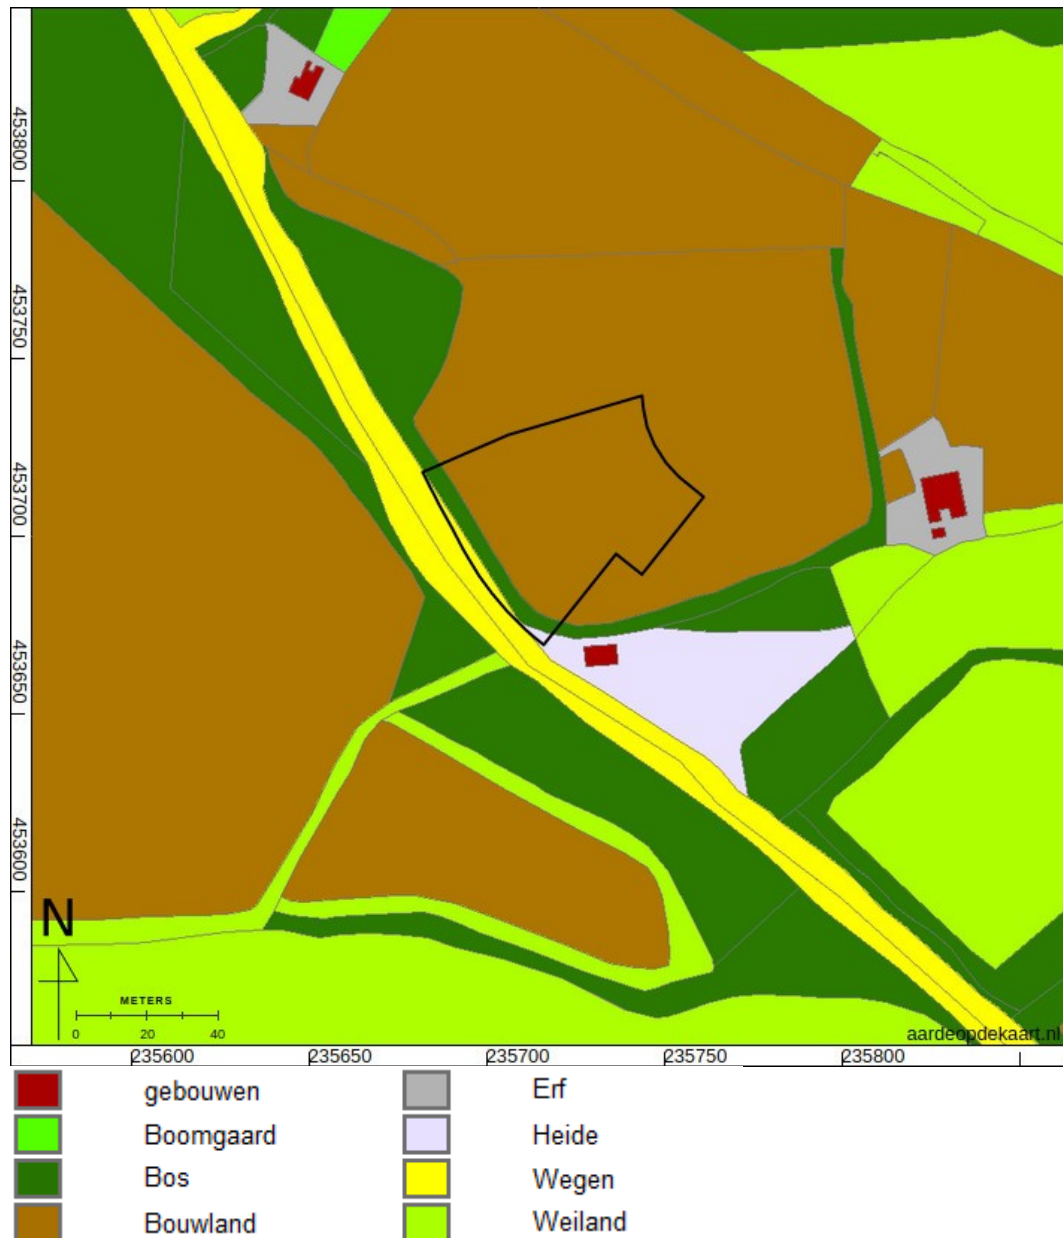 453800
453750
453700
453650
453600
N
METERS
0 20 40
aardeopdekaart.nl
235600 235650 235700 235750 235800
gebouwen Erf
Boomgaard Heide
Bos Wegen
Bouwland Weiland